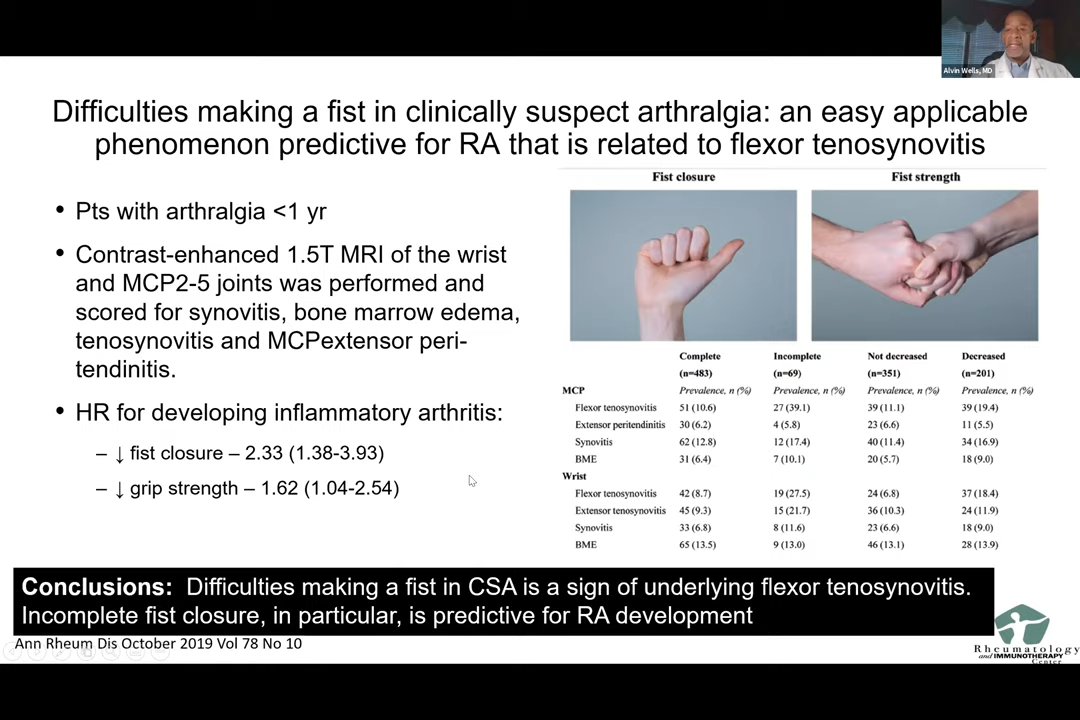 Alvin Wells, MD
Difficulties making a fist in clinically suspect arthralgia: an easy applicable
phenomenon predictive for RA that is related to flexor tenosynovitis
• Pts with arthralgia <1 yr
• Contrast-enhanced 1.5T MRI of the wrist
and MCP2-5 joints was performed and
scored for synovitis, bone marrow edema,
tenosynovitis and MCPextensor peri-
tendinitis.
• HR for developing inflammatory arthritis:
– ↓ fist closure – 2.33 (1.38-3.93)
– ↓ grip strength – 1.62 (1.04-2.54)
Fist closure Fist strength
Complete Incomplete Not decreased Decreased
(n=483) (n=69) (n=351) (n=201)
MCP Prevalence, n (%) Prevalence, n (%) Prevalence, n (%) Prevalence, n (%)
Flexor tenosynovitis 51 (10.6) 27 (39.1) 39 (11.1) 39 (19.4)
Extensor peritendinitis 30 (6.2) 4 (5.8) 23 (6.6) 11 (5.5)
Synovitis 62 (12.8) 12 (17.4) 40 (11.4) 34 (16.9)
BME 31 (6.4) 7 (10.1) 20 (5.7) 18 (9.0)
Wrist
Flexor tenosynovitis 42 (8.7) 19 (27.5) 24 (6.8) 37 (18.4)
Extensor tenosynovitis 45 (9.3) 15 (21.7) 36 (10.3) 24 (11.9)
Synovitis 33 (6.8) 8 (11.6) 23 (6.6) 18 (9.0)
BME 65 (13.5) 9 (13.0) 46 (13.1) 28 (13.9)
Conclusions: Difficulties making a fist in CSA is a sign of underlying flexor tenosynovitis.
Incomplete fist closure, in particular, is predictive for RA development
Ann Rheum Dis October 2019 Vol 78 No 10
Rheumatology
and IMMUNOTHERAPY
Center